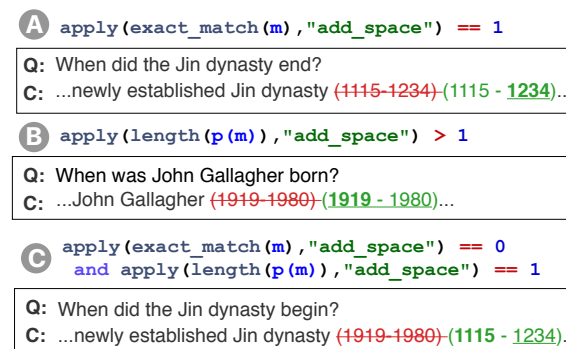 A apply(exact_match(m),"add_space") == 1
Q: When did the Jin dynasty end?
C: ...newly established Jin dynasty (1115-1234) (1115 - 1234)..
B apply(length(p(m)),"add_space") > 1
Q: When was John Gallagher born?
C: ...John Gallagher (1919-1980) (1919 - 1980)...
C apply(exact_match(m),"add_space") == 0
and apply(length(p(m)),"add_space") == 1
Q: When did the Jin dynasty begin?
C: ...newly established Jin dynasty (1919-1980) (1115 - 1234).